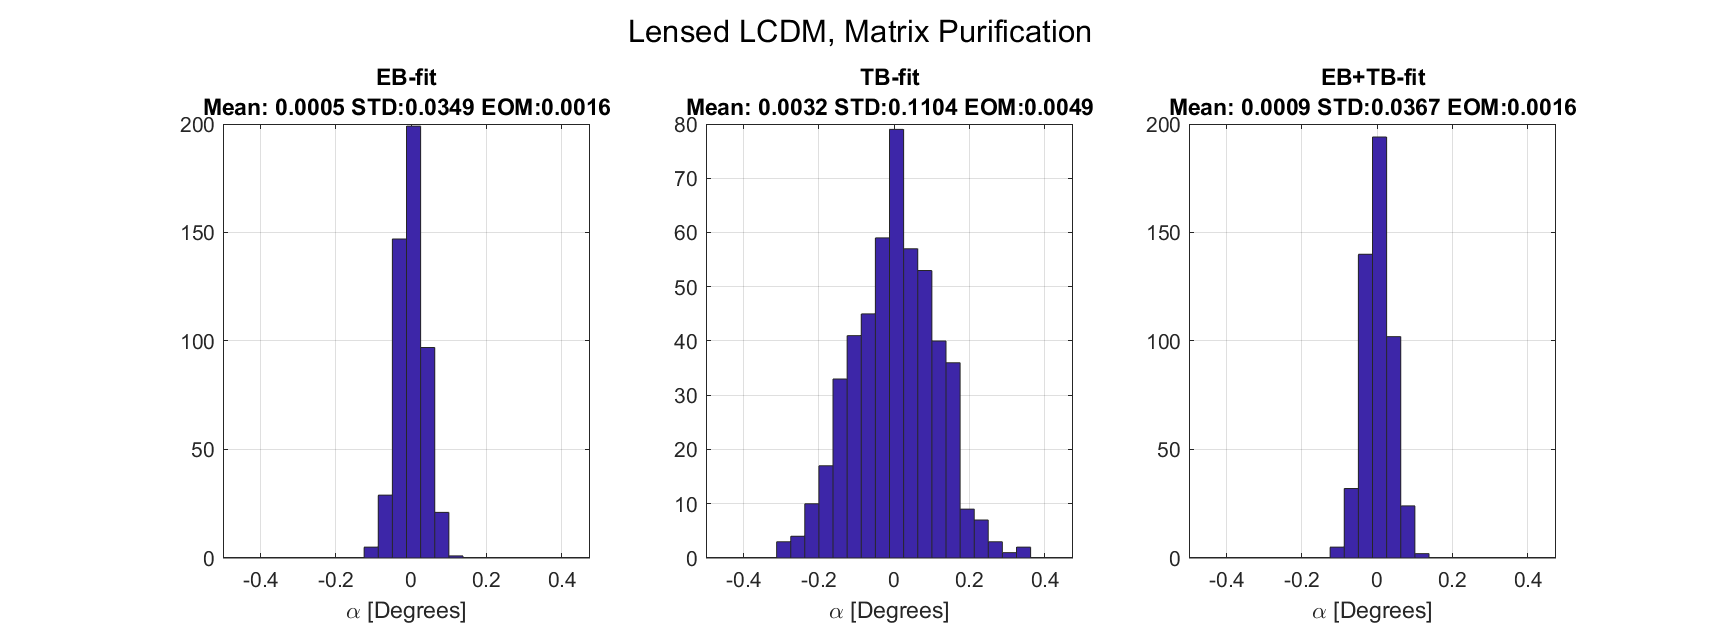 Lensed LCDM, Matrix Purification
EB-fit
Mean: 0.0005 STD:0.0349 EOM:0.0016
200
150
100
50
0
-0.4 -0.2 0 0.2 0.4
α [Degrees]
TB-fit
Mean: 0.0032 STD:0.1104 EOM:0.0049
80
70
60
50
40
30
20
10
0
-0.4 -0.2 0 0.2 0.4
α [Degrees]
EB+TB-fit
Mean: 0.0009 STD:0.0367 EOM:0.0016
200
150
100
50
0
-0.4 -0.2 0 0.2 0.4
α [Degrees]